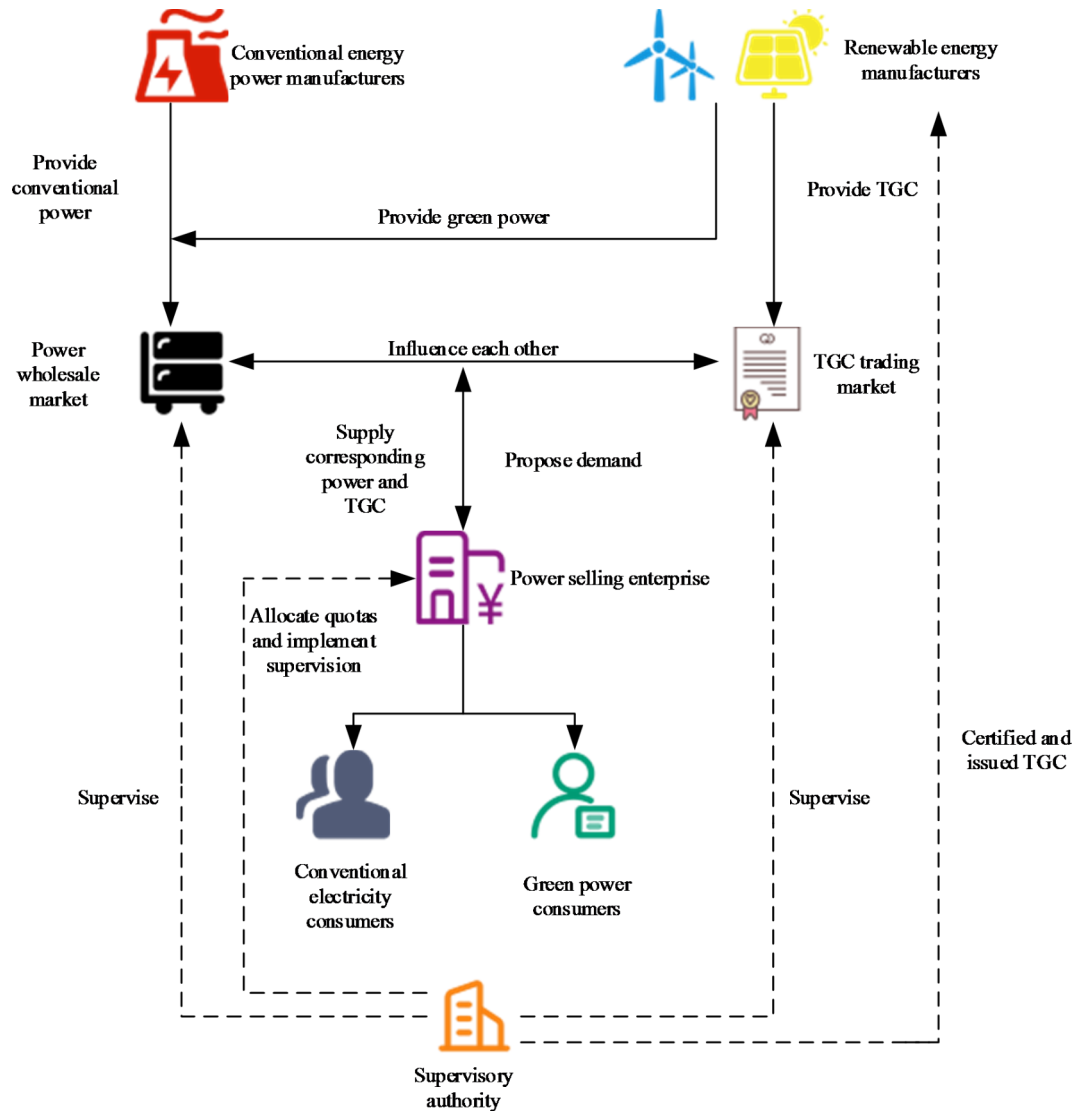 Conventional energy
power manufacturers
Renewable energy
manufacturers
Provide
conventional
power
Provide green power
Provide TGC
Power
wholesale
market
Influence each other
TGC trading
market
Supply
corresponding
power and
TGC
Propose demand
Power selling enterprise
¥
Allocate quotas
and implement
supervision
Supervise
Supervise
Certified and
issued TGC
Conventional
electricity
consumers
Green power
consumers
Supervisory
authority